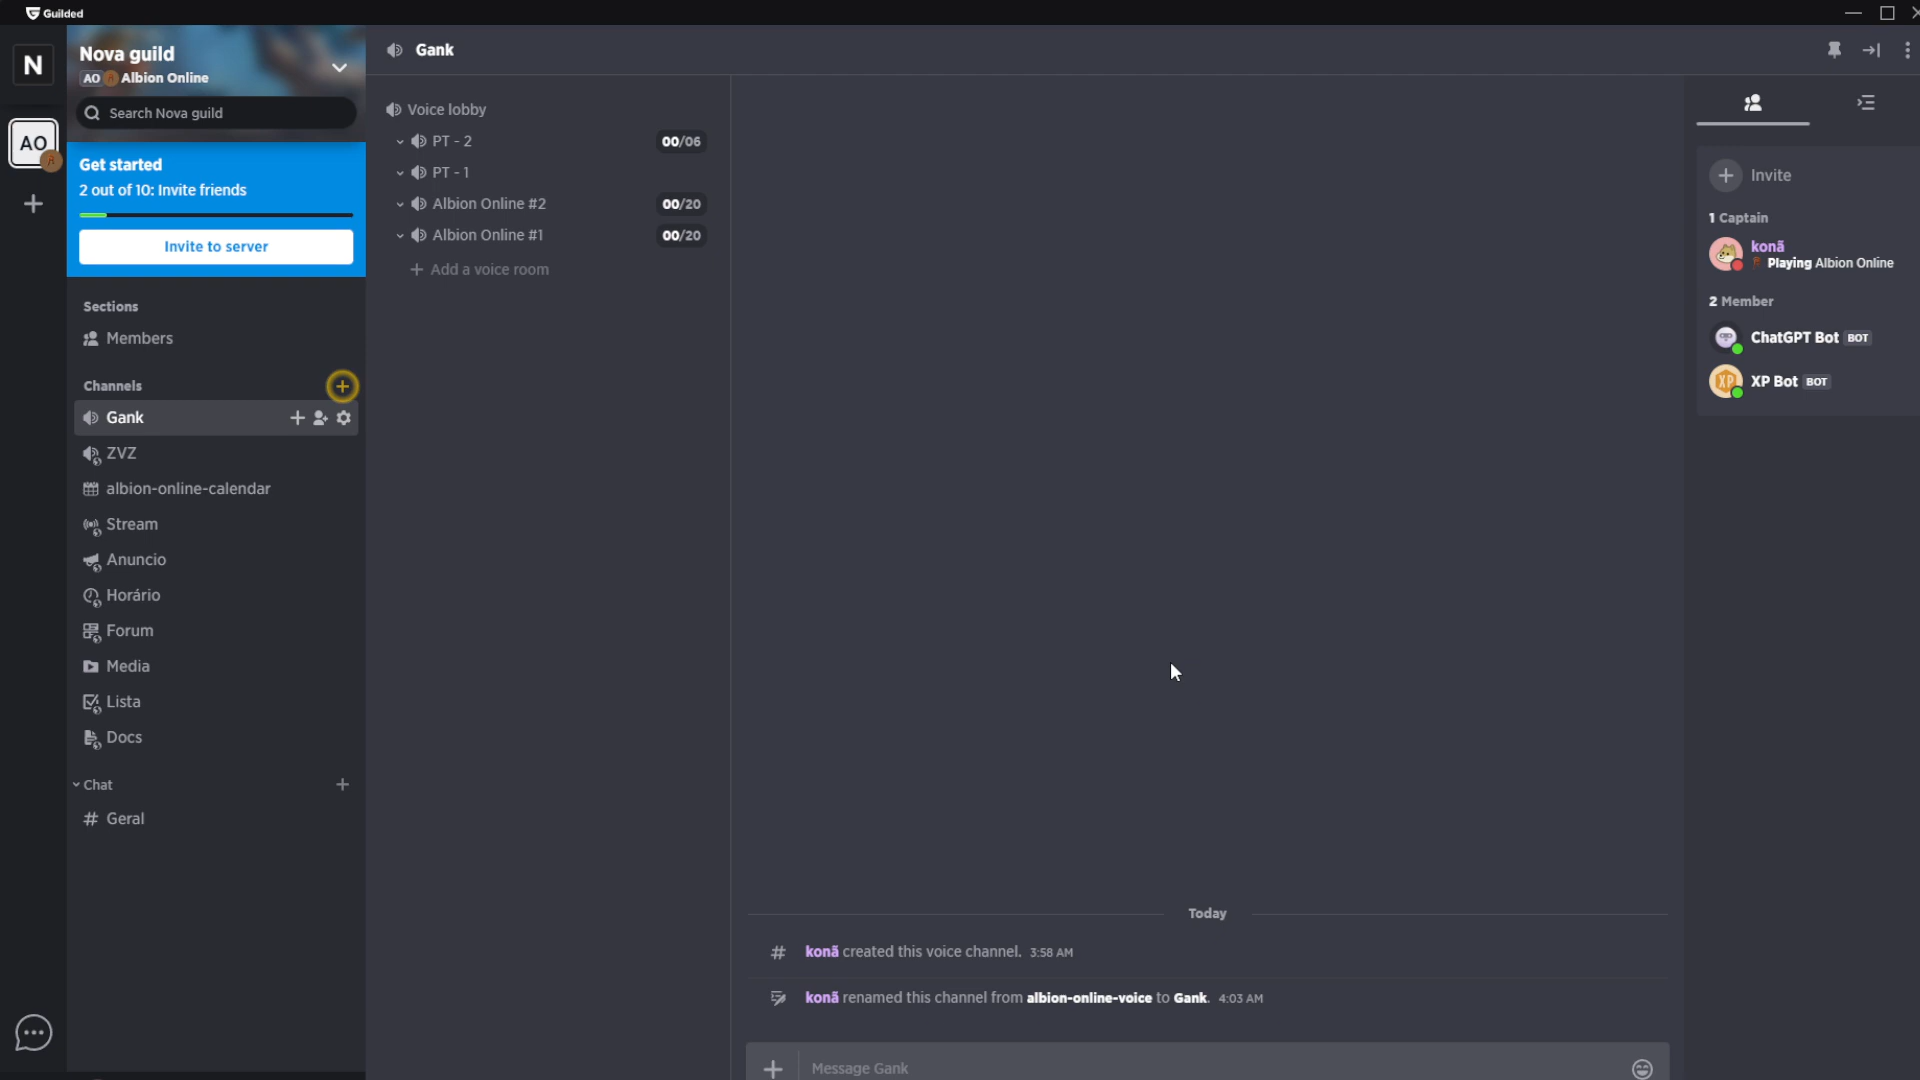 Guilded
N
Nova guild
AO Albion Online
Search Nova guild
AO
Get started
2 out of 10: Invite friends
Invite to server
Sections
Members
Channels
Gank
ZVZ
albion-online-calendar
Stream
Anuncio
Horário
Forum
Media
Lista
Docs
Chat
# Geral
Gank
Voice lobby
PT - 2 00/06
PT - 1
Albion Online #2 00/20
Albion Online #1 00/20
+ Add a voice room
Today
# konã created this voice channel. 3:58 AM
konã renamed this channel from albion-online-voice to Gank. 4:03 AM
Message Gank
Invite
1 Captain
konã
Playing Albion Online
2 Member
ChatGPT Bot BOT
XP XP Bot BOT